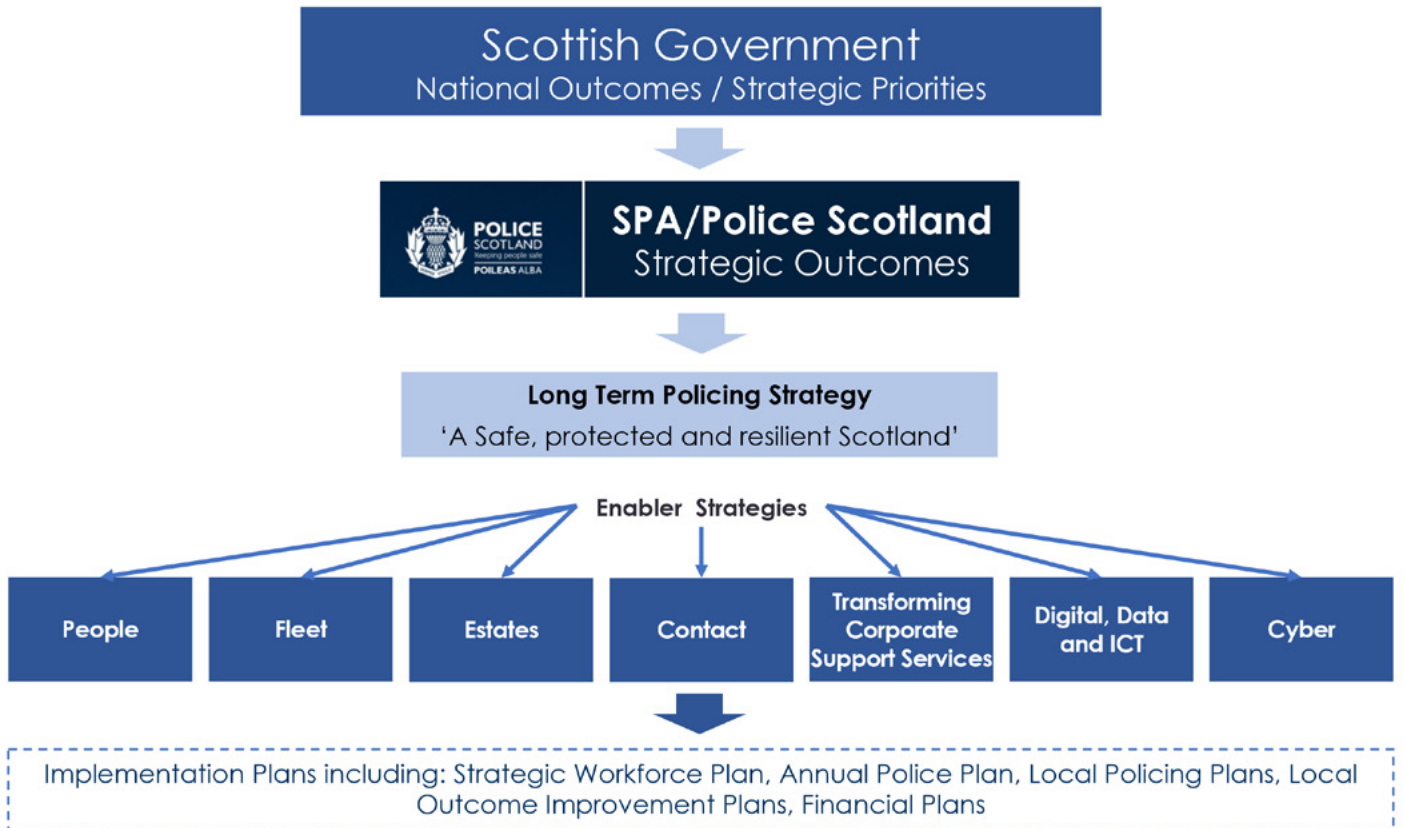 Scottish Government
National Outcomes / Strategic Priorities
POLICE
SCOTLAND
Keeping people safe
POILEAS ALBA
SPA/Police Scotland
Strategic Outcomes
Long Term Policing Strategy
‘A Safe, protected and resilient Scotland’
Enabler Strategies
People
Fleet
Estates
Contact
Transforming
Corporate
Support Services
Digital, Data
and ICT
Cyber
Implementation Plans including: Strategic Workforce Plan, Annual Police Plan, Local Policing Plans, Local
Outcome Improvement Plans, Financial Plans